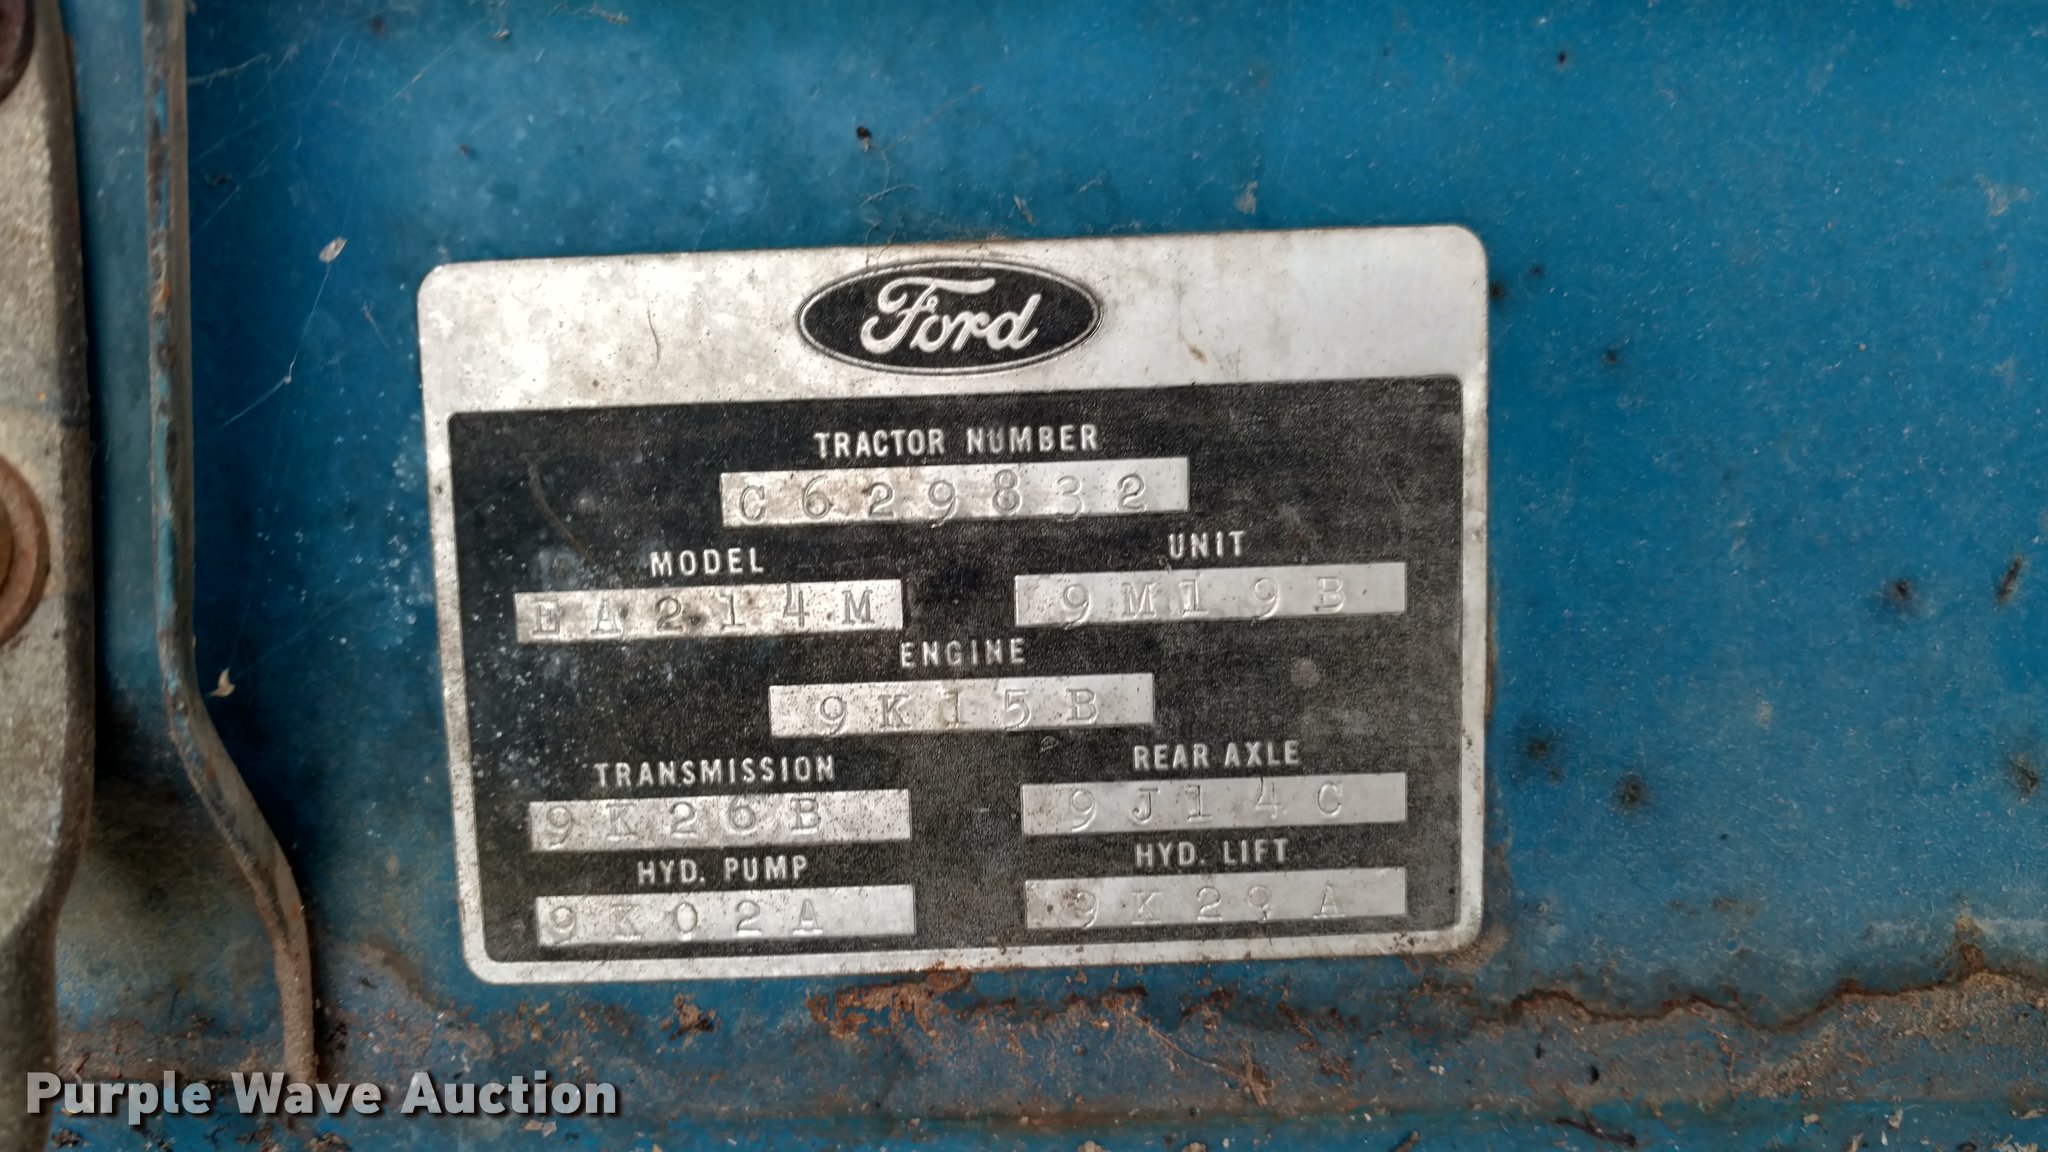 Ford
TRACTOR NUMBER
C629832
MODEL UNIT
EA214M 9M19B
ENGINE
9K15B
TRANSMISSION REAR AXLE
9K26B 9J14C
HYD. PUMP HYD. LIFT
9K02A 9K29A
Purple Wave Auction